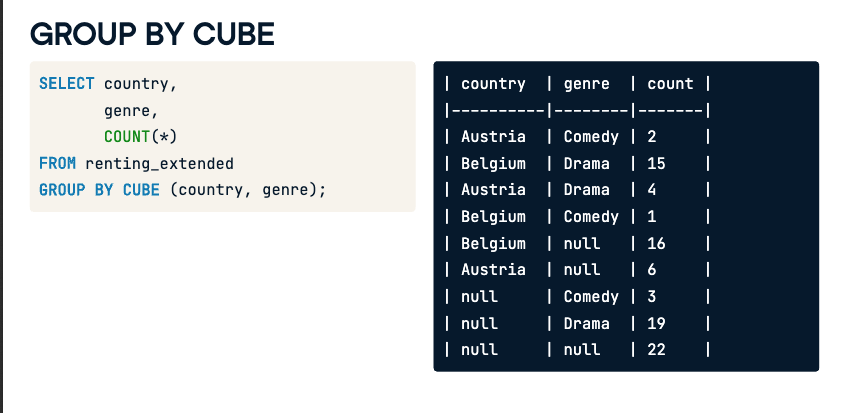 GROUP BY CUBE
SELECT country,
genre,
COUNT(*)
FROM renting_extended
GROUP BY CUBE (country, genre);
| country | genre | count |
|----------|--------|-------|
| Austria | Comedy | 2 |
| Belgium | Drama | 15 |
| Austria | Drama | 4 |
| Belgium | Comedy | 1 |
| Belgium | null | 16 |
| Austria | null | 6 |
| null | Comedy | 3 |
| null | Drama | 19 |
| null | null | 22 |